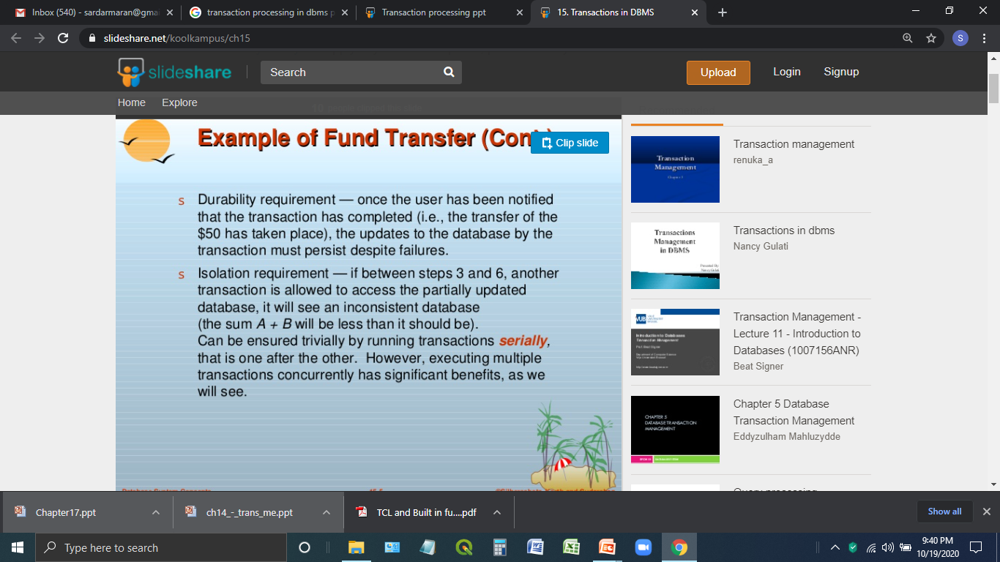 Inbox (540) - sardarmaran@gma
transaction processing in dbms p
Transaction processing ppt
15. Transactions in DBMS
slideshare.net/koolkampus/ch15
S
slideshare
Search
Upload
Login
Signup
Home
Explore
Example of Fund Transfer (Cont.)
Clip slide
s Durability requirement — once the user has been notified
that the transaction has completed (i.e., the transfer of the
$50 has taken place), the updates to the database by the
transaction must persist despite failures.
s Isolation requirement — if between steps 3 and 6, another
transaction is allowed to access the partially updated
database, it will see an inconsistent database
(the sum A + B will be less than it should be).
Can be ensured trivially by running transactions serially,
that is one after the other. However, executing multiple
transactions concurrently has significant benefits, as we
will see.
Transaction
Management
Transaction management
renuka_a
Transactions
Management
in DBMS
Presented By
Nancy Gulati
Transactions in dbms
Nancy Gulati
VUB
Introduction to Databases
Transaction Management
Prof. Beat Signer
Transaction Management -
Lecture 11 - Introduction to
Databases (1007156ANR)
Beat Signer
CHAPTER 5
DATABASE TRANSACTION
MANAGEMENT
Chapter 5 Database
Transaction Management
Eddyzulham Mahluzydde
Chapter17.ppt
ch14_-_trans_me.ppt
TCL and Built in fu....pdf
Show all
Type here to search
9:40 PM
10/19/2020